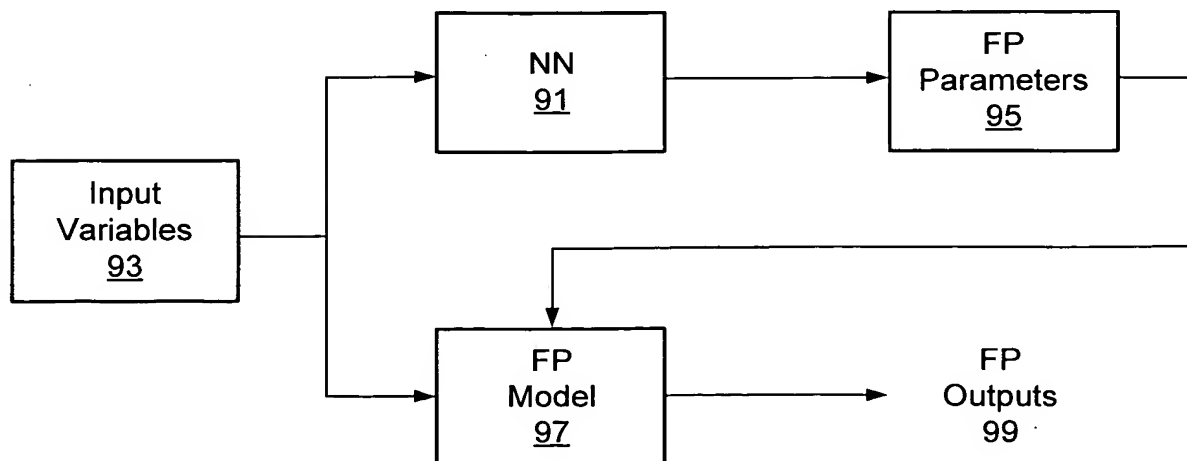 NN
91
FP
Parameters
95
Input
Variables
93
FP
Model
97
FP
Outputs
99